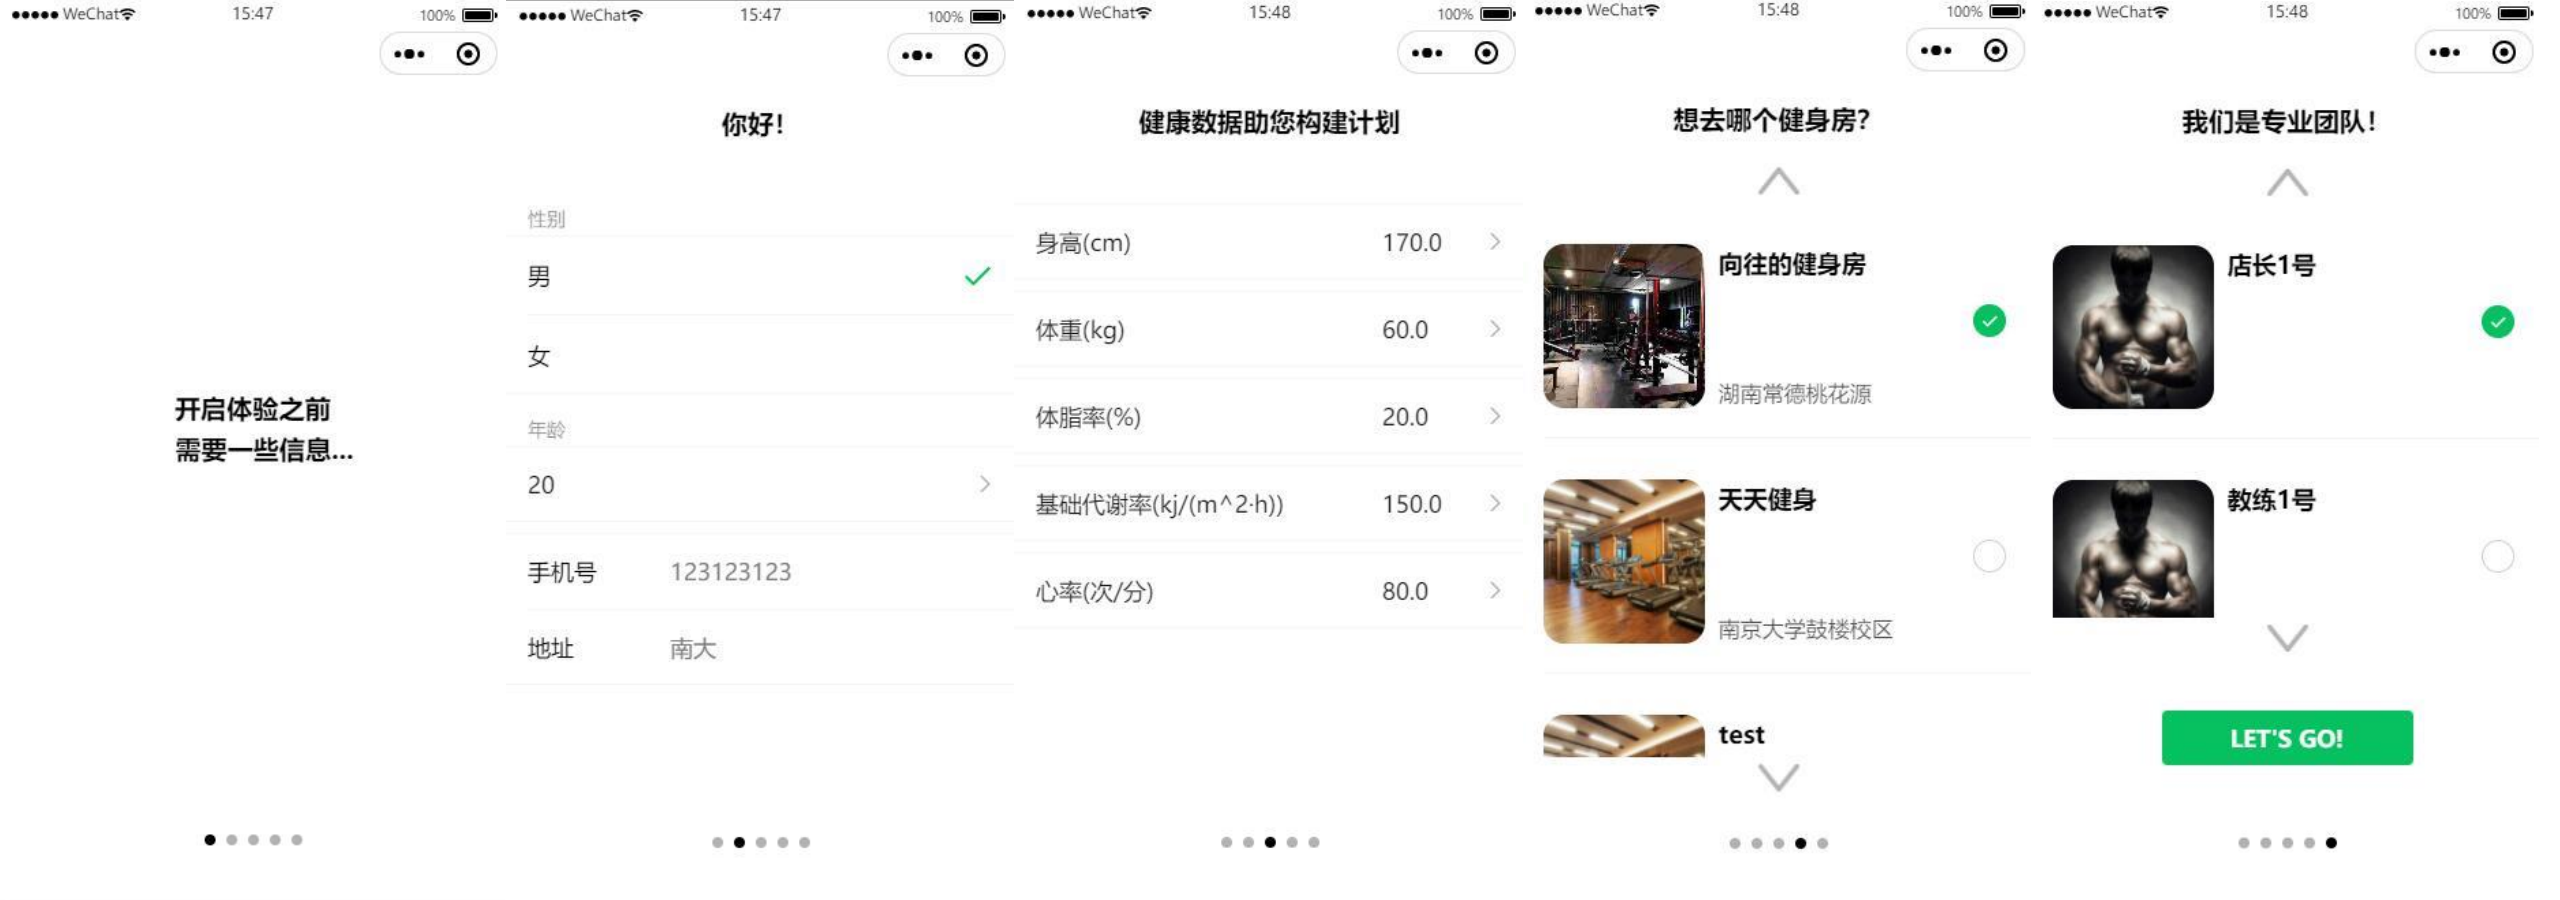 WeChat 15:47 100%
开启体验之前
需要一些信息...
WeChat 15:47 100%
你好！
性别
男
女
年龄
20
手机号 123123123
地址 南大
WeChat 15:48 100%
健康数据助您构建计划
身高(cm) 170.0
体重(kg) 60.0
体脂率(%) 20.0
基础代谢率(kj/(m^2·h)) 150.0
心率(次/分) 80.0
WeChat 15:48 100%
想去哪个健身房？
向往的健身房
湖南常德桃花源
天天健身
南京大学鼓楼校区
test
WeChat 15:48 100%
我们是专业团队！
店长1号
教练1号
LET'S GO!